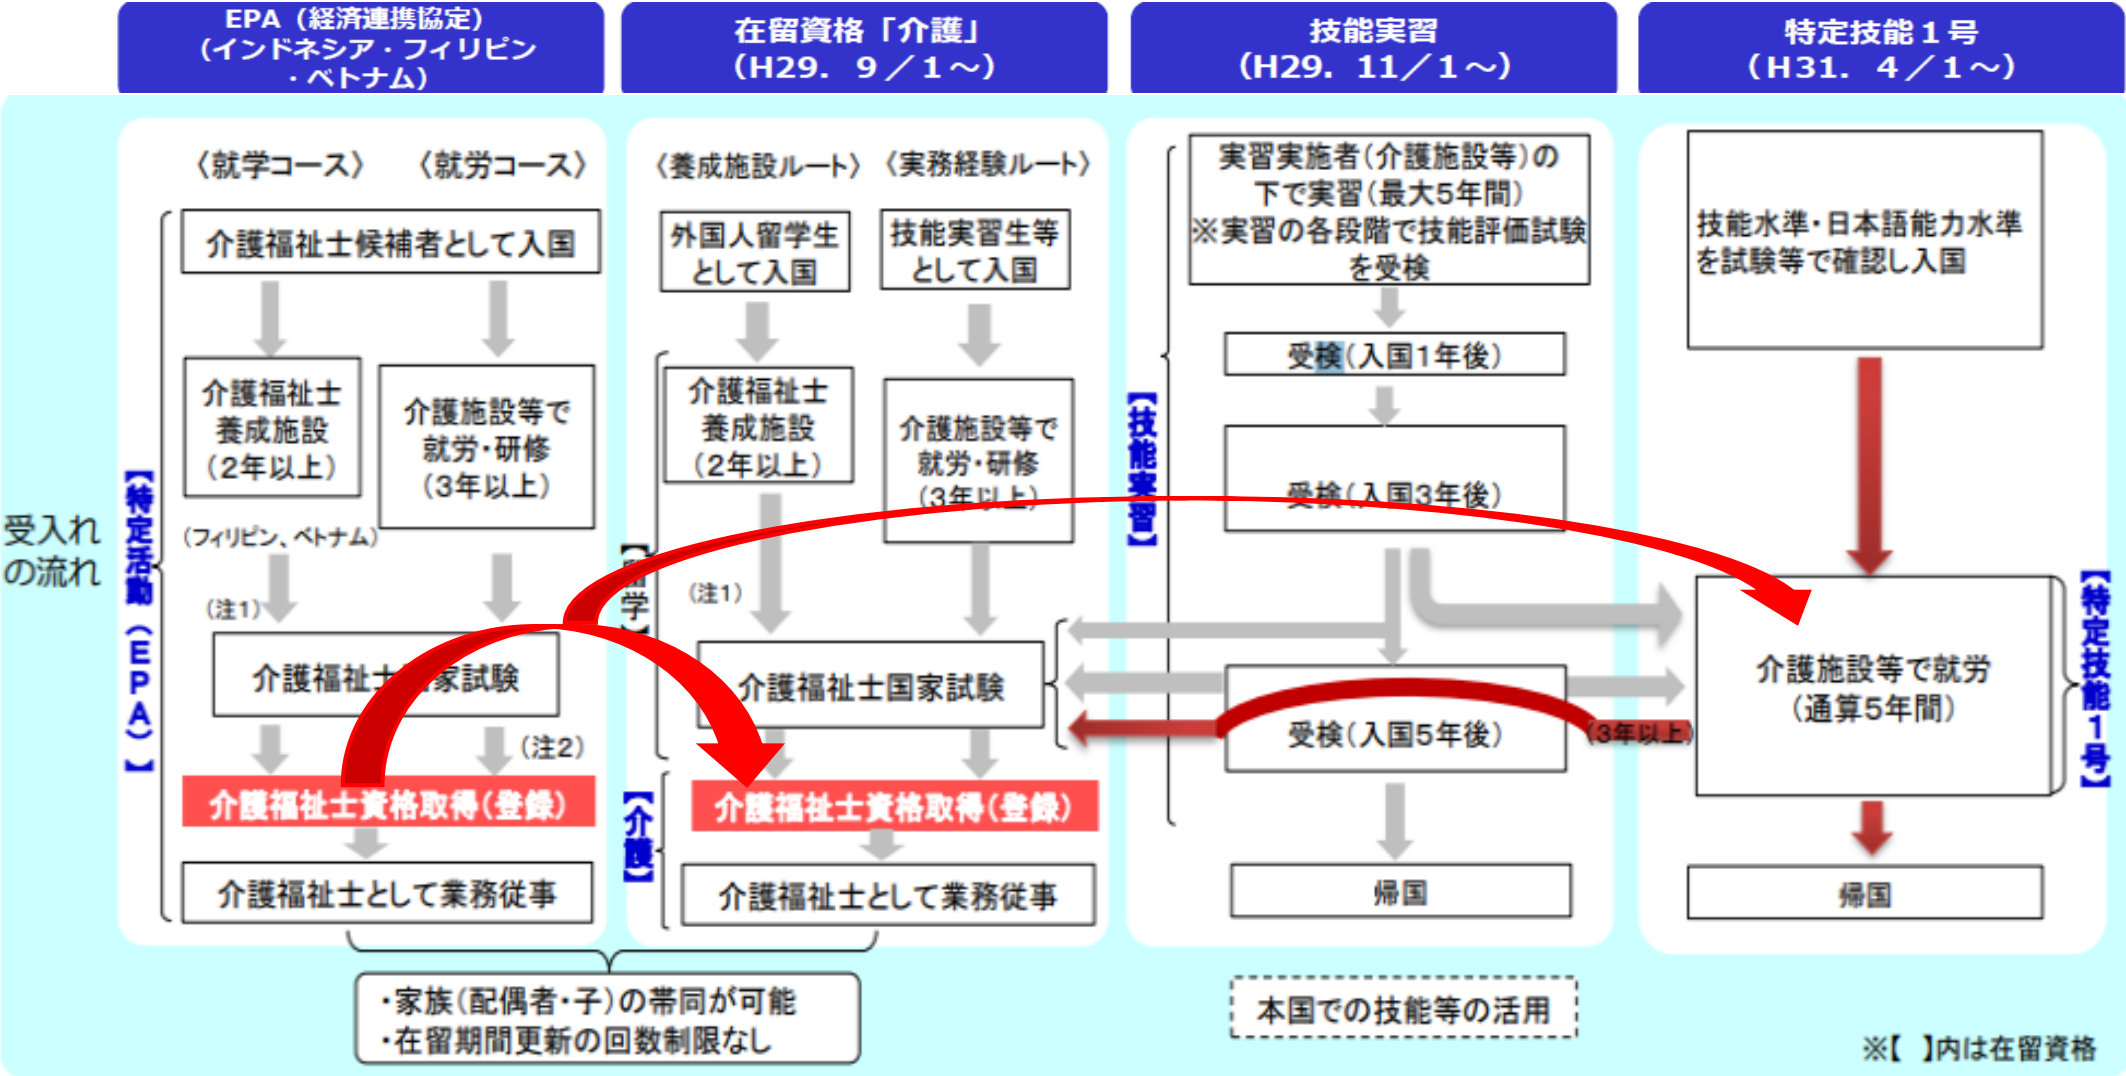 EPA（経済連携協定）
（インドネシア・フィリピン
・ベトナム）
在留資格「介護」
（H29．９／１～）
技能実習
（H29．11／１～）
特定技能１号
（Ｈ31．４／１～）
受入れ
の流れ
【特定活動（ＥＰＡ）】
〈就学コース〉
〈就労コース〉
介護福祉士候補者として入国
介護福祉士
養成施設
（２年以上）
介護施設等で
就労・研修
（３年以上）
（フィリピン、ベトナム）
（注１）
介護福祉士国家試験
（注２）
介護福祉士資格取得（登録）
介護福祉士として業務従事
〈養成施設ルート〉
〈実務経験ルート〉
外国人留学生
として入国
技能実習生等
として入国
【留学】
介護福祉士
養成施設
（２年以上）
介護施設等で
就労・研修
（３年以上）
（注１）
介護福祉士国家試験
【介護】
介護福祉士資格取得（登録）
介護福祉士として業務従事
・家族（配偶者・子）の帯同が可能
・在留期間更新の回数制限なし
【技能実習】
実習実施者（介護施設等）の
下で実習（最大５年間）
※実習の各段階で技能評価試験
を受検
受検（入国１年後）
受検（入国３年後）
受検（入国５年後）
帰国
本国での技能等の活用
技能水準・日本語能力水準
を試験等で確認し入国
介護施設等で就労
（通算５年間）
（３年以上）
【特定技能１号】
帰国
※【　】内は在留資格